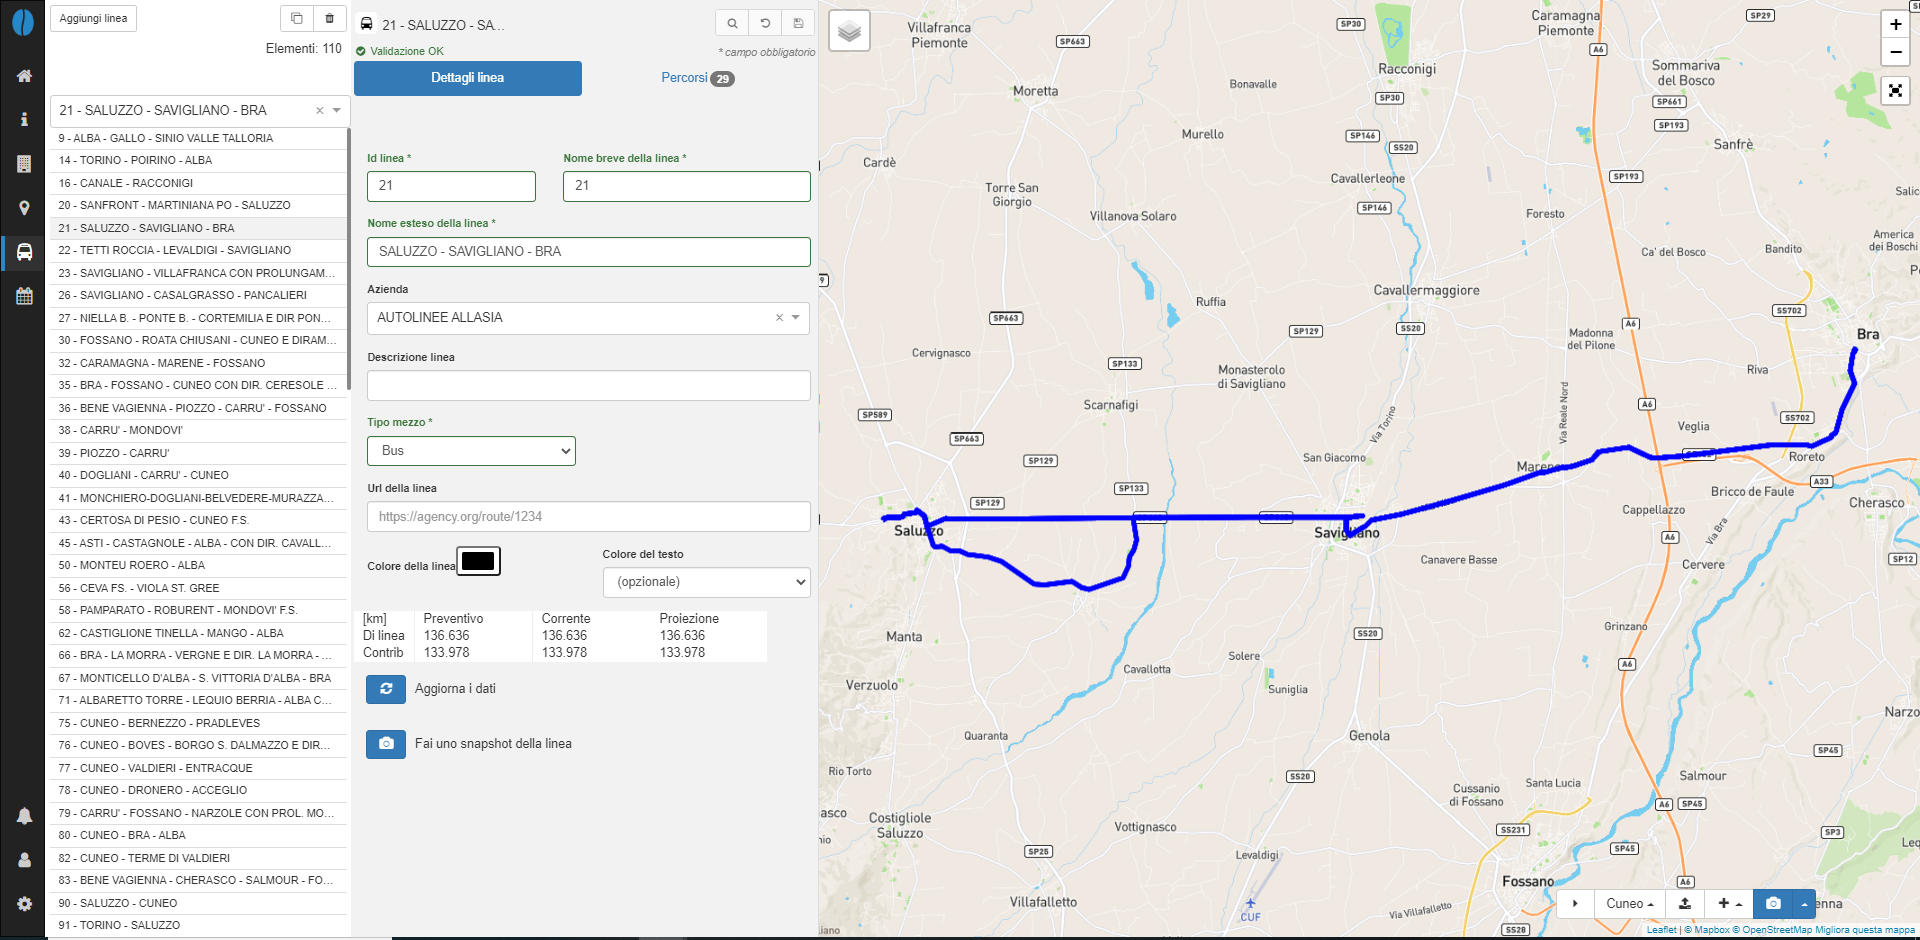 Aggiungi linea
Elementi: 110
21 - SALUZZO - SAVIGLIANO - BRA
9 - ALBA - GALLO - SINIO VALLE TALLORIA
14 - TORINO - POIRINO - ALBA
16 - CANALE - RACCONIGI
20 - SANFRONT - MARTINIANA PO - SALUZZO
21 - SALUZZO - SAVIGLIANO - BRA
22 - TETTI ROCCIA - LEVALDIGI - SAVIGLIANO
23 - SAVIGLIANO - VILLAFRANCA CON PROLUNGAM...
26 - SAVIGLIANO - CASALGRASSO - PANCALIERI
27 - NIELLA B. - PONTE B. - CORTEMILIA E DIR PON...
30 - FOSSANO - ROATA CHIUSANI - CUNEO E DIRAM...
32 - CARAMAGNA - MARENE - FOSSANO
35 - BRA - FOSSANO - CUNEO CON DIR. CERESOLE ...
36 - BENE VAGIENNA - PIOZZO - CARRU' - FOSSANO
38 - CARRU' - MONDOVI'
39 - PIOZZO - CARRU'
40 - DOGLIANI - CARRU' - CUNEO
41 - MONCHIERO-DOGLIANI-BELVEDERE-MURAZZA...
43 - CERTOSA DI PESIO - CUNEO F.S.
45 - ASTI - CASTAGNOLE - ALBA - CON DIR. CAVALL...
50 - MONTEU ROERO - ALBA
56 - CEVA FS. - VIOLA ST. GREE
58 - PAMPARATO - ROBURENT - MONDOVI' F.S.
62 - CASTIGLIONE TINELLA - MANGO - ALBA
66 - BRA - LA MORRA - VERGNE E DIR. LA MORRA - ...
67 - MONTICELLO D'ALBA - S. VITTORIA D'ALBA - BRA
71 - ALBARETTO TORRE - LEQUIO BERRIA - ALBA C...
75 - CUNEO - BERNEZZO - PRADLEVES
76 - CUNEO - BOVES - BORGO S. DALMAZZO E DIR...
77 - CUNEO - VALDIERI - ENTRACQUE
78 - CUNEO - DRONERO - ACCEGLIO
79 - CARRU' - FOSSANO - NARZOLE CON PROL. MO...
80 - CUNEO - BRA - ALBA
82 - CUNEO - TERME DI VALDIERI
83 - BENE VAGIENNA - CHERASCO - SALMOUR - FO...
90 - SALUZZO - CUNEO
91 - TORINO - SALUZZO
21 - SALUZZO - SA...
Validazione OK
* campo obbligatorio
Dettagli linea
Percorsi 29
Id linea *
Nome breve della linea *
21
21
Nome esteso della linea *
SALUZZO - SAVIGLIANO - BRA
Azienda
AUTOLINEE ALLASIA
Descrizione linea
Tipo mezzo *
Bus
Url della linea
https://agency.org/route/1234
Colore della linea
Colore del testo
(opzionale)
[km] Preventivo Corrente Proiezione
Di linea 136.636 136.636 136.636
Contrib 133.978 133.978 133.978
Aggiorna i dati
Fai uno snapshot della linea
Villafranca
Piemonte
SP663
SP30
Caramagna
Piemonte
SP29
A6
Racconigi
Sommariva
del Bosco
Moretta
Bonavalle
SP30
SP661
SP193
Murello
SP146
SS20
Sanfrè
Cardè
Torre San
Giorgio
Cavallerleone
SP193
Salic
SP146
Villanova Solaro
Foresto
America
dei Boschi
Ca' del Bosco
Bandito
Cavallermaggiore
Ruffia
SP663
SP129
SS20
A6
SS702
Madonna
del Pilone
Bra
Cervignasco
SP133
Monasterolo
di Savigliano
Riva
Scarnafigi
Via Reale Nord
A6
SS702
SP589
Via Torino
Veglia
SP663
SP129
San Giacomo
Marene
Roreto
SP133
A33
Bricco de Faule
SP129
Cherasco
Cappellazzo
Saluzzo
Savigliano
Via Bra
A6
Canavere Basse
Cervere
SP12
Manta
SS20
Grinzano
Solere
A6
Cavallotta
Verzuolo
Suniglia
Narzo
Quaranta
Genola
SP45
Rio Torto
SS20
Salmour
Santa Lucia
Cussanio
di Fossano
A6
SP45
asco
Costigliole
Saluzzo
Vottignasco
SS231
SP3
SP45
SP25
Levaldigi
Fossano
A6
Villafalletto
CUF
Via Villafalletto
Cuneo
enna
SS28
Leaflet | © Mapbox © OpenStreetMap Migliora questa mappa